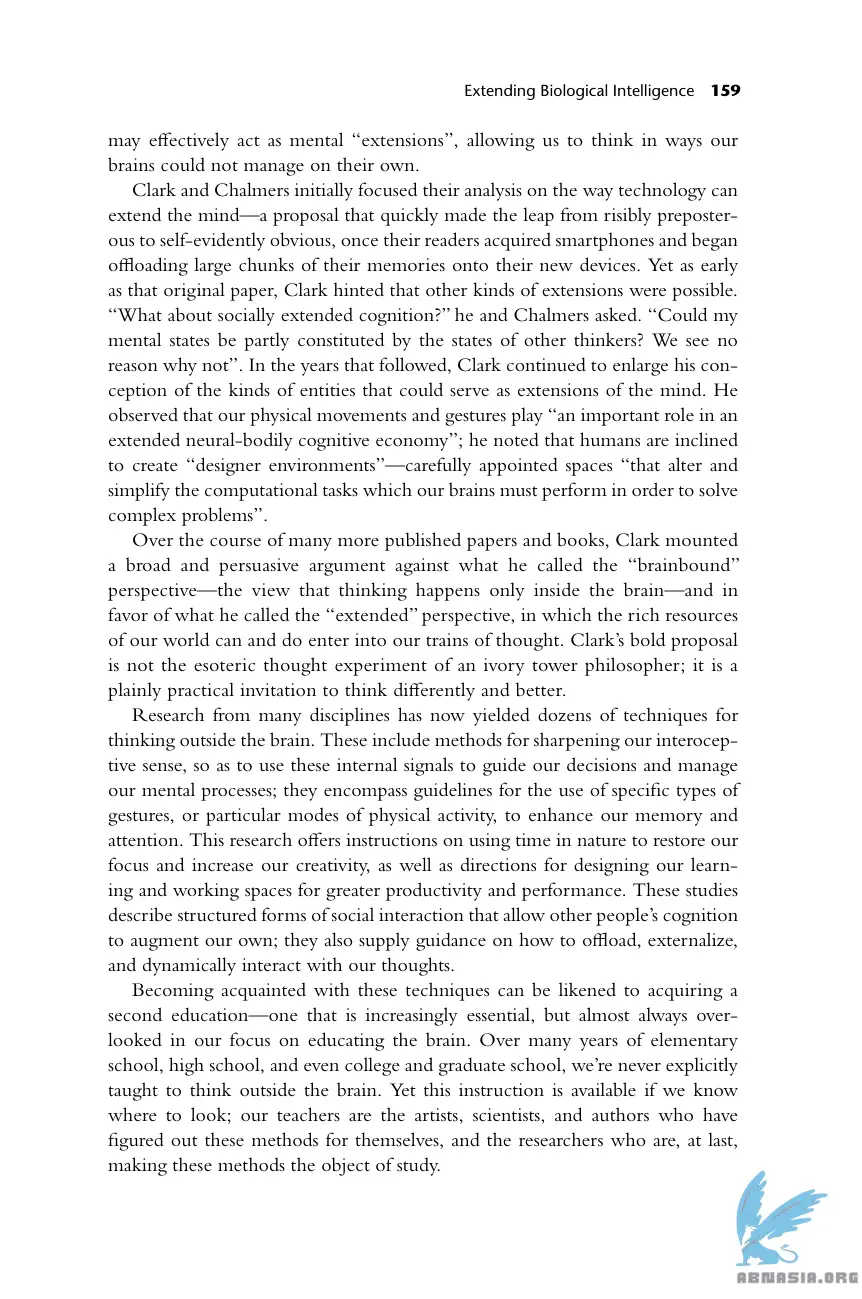 Extending Biological Intelligence 159
may effectively act as mental “extensions”, allowing us to think in ways our
brains could not manage on their own.
Clark and Chalmers initially focused their analysis on the way technology can
extend the mind—a proposal that quickly made the leap from risibly preposter-
ous to self-evidently obvious, once their readers acquired smartphones and began
offloading large chunks of their memories onto their new devices. Yet as early
as that original paper, Clark hinted that other kinds of extensions were possible.
“What about socially extended cognition?” he and Chalmers asked. “Could my
mental states be partly constituted by the states of other thinkers? We see no
reason why not”. In the years that followed, Clark continued to enlarge his con-
ception of the kinds of entities that could serve as extensions of the mind. He
observed that our physical movements and gestures play “an important role in an
extended neural-bodily cognitive economy”; he noted that humans are inclined
to create “designer environments”—carefully appointed spaces “that alter and
simplify the computational tasks which our brains must perform in order to solve
complex problems”.
Over the course of many more published papers and books, Clark mounted
a broad and persuasive argument against what he called the “brainbound”
perspective—the view that thinking happens only inside the brain—and in
favor of what he called the “extended” perspective, in which the rich resources
of our world can and do enter into our trains of thought. Clark’s bold proposal
is not the esoteric thought experiment of an ivory tower philosopher; it is a
plainly practical invitation to think differently and better.
Research from many disciplines has now yielded dozens of techniques for
thinking outside the brain. These include methods for sharpening our interocep-
tive sense, so as to use these internal signals to guide our decisions and manage
our mental processes; they encompass guidelines for the use of specific types of
gestures, or particular modes of physical activity, to enhance our memory and
attention. This research offers instructions on using time in nature to restore our
focus and increase our creativity, as well as directions for designing our learn-
ing and working spaces for greater productivity and performance. These studies
describe structured forms of social interaction that allow other people’s cognition
to augment our own; they also supply guidance on how to offload, externalize,
and dynamically interact with our thoughts.
Becoming acquainted with these techniques can be likened to acquiring a
second education—one that is increasingly essential, but almost always over-
looked in our focus on educating the brain. Over many years of elementary
school, high school, and even college and graduate school, we’re never explicitly
taught to think outside the brain. Yet this instruction is available if we know
where to look; our teachers are the artists, scientists, and authors who have
figured out these methods for themselves, and the researchers who are, at last,
making these methods the object of study.
ABNASIA.ORG